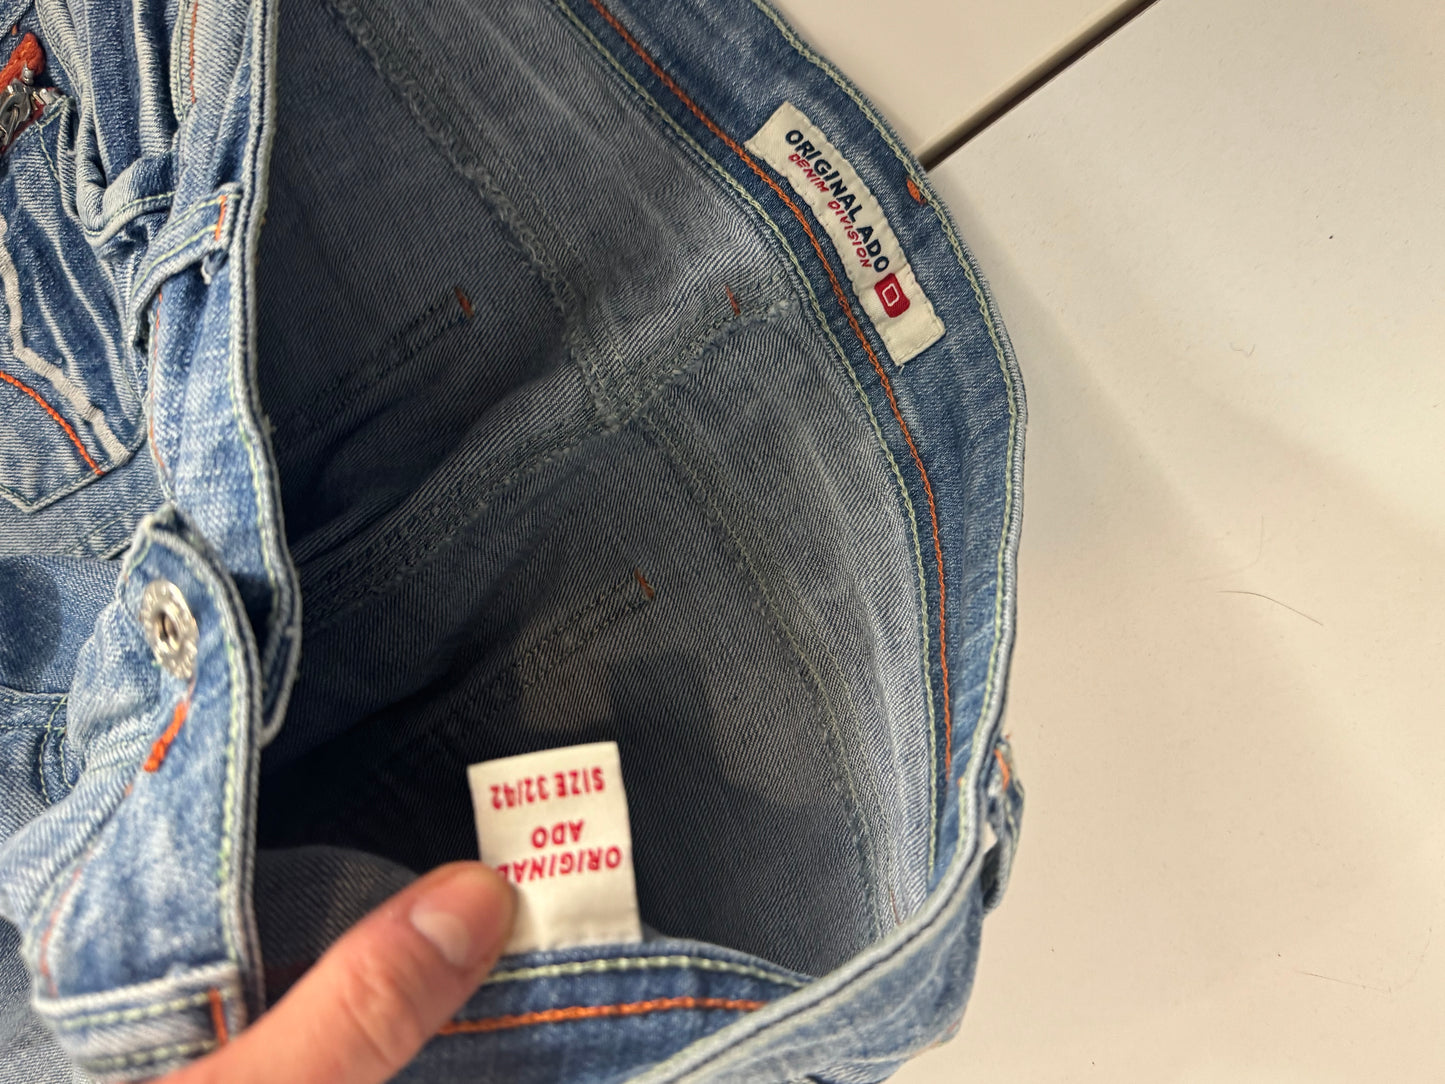 ORIGINAL ADO
DENIM DIVISION
ORIGINAL
ADO
SIZE 32/42